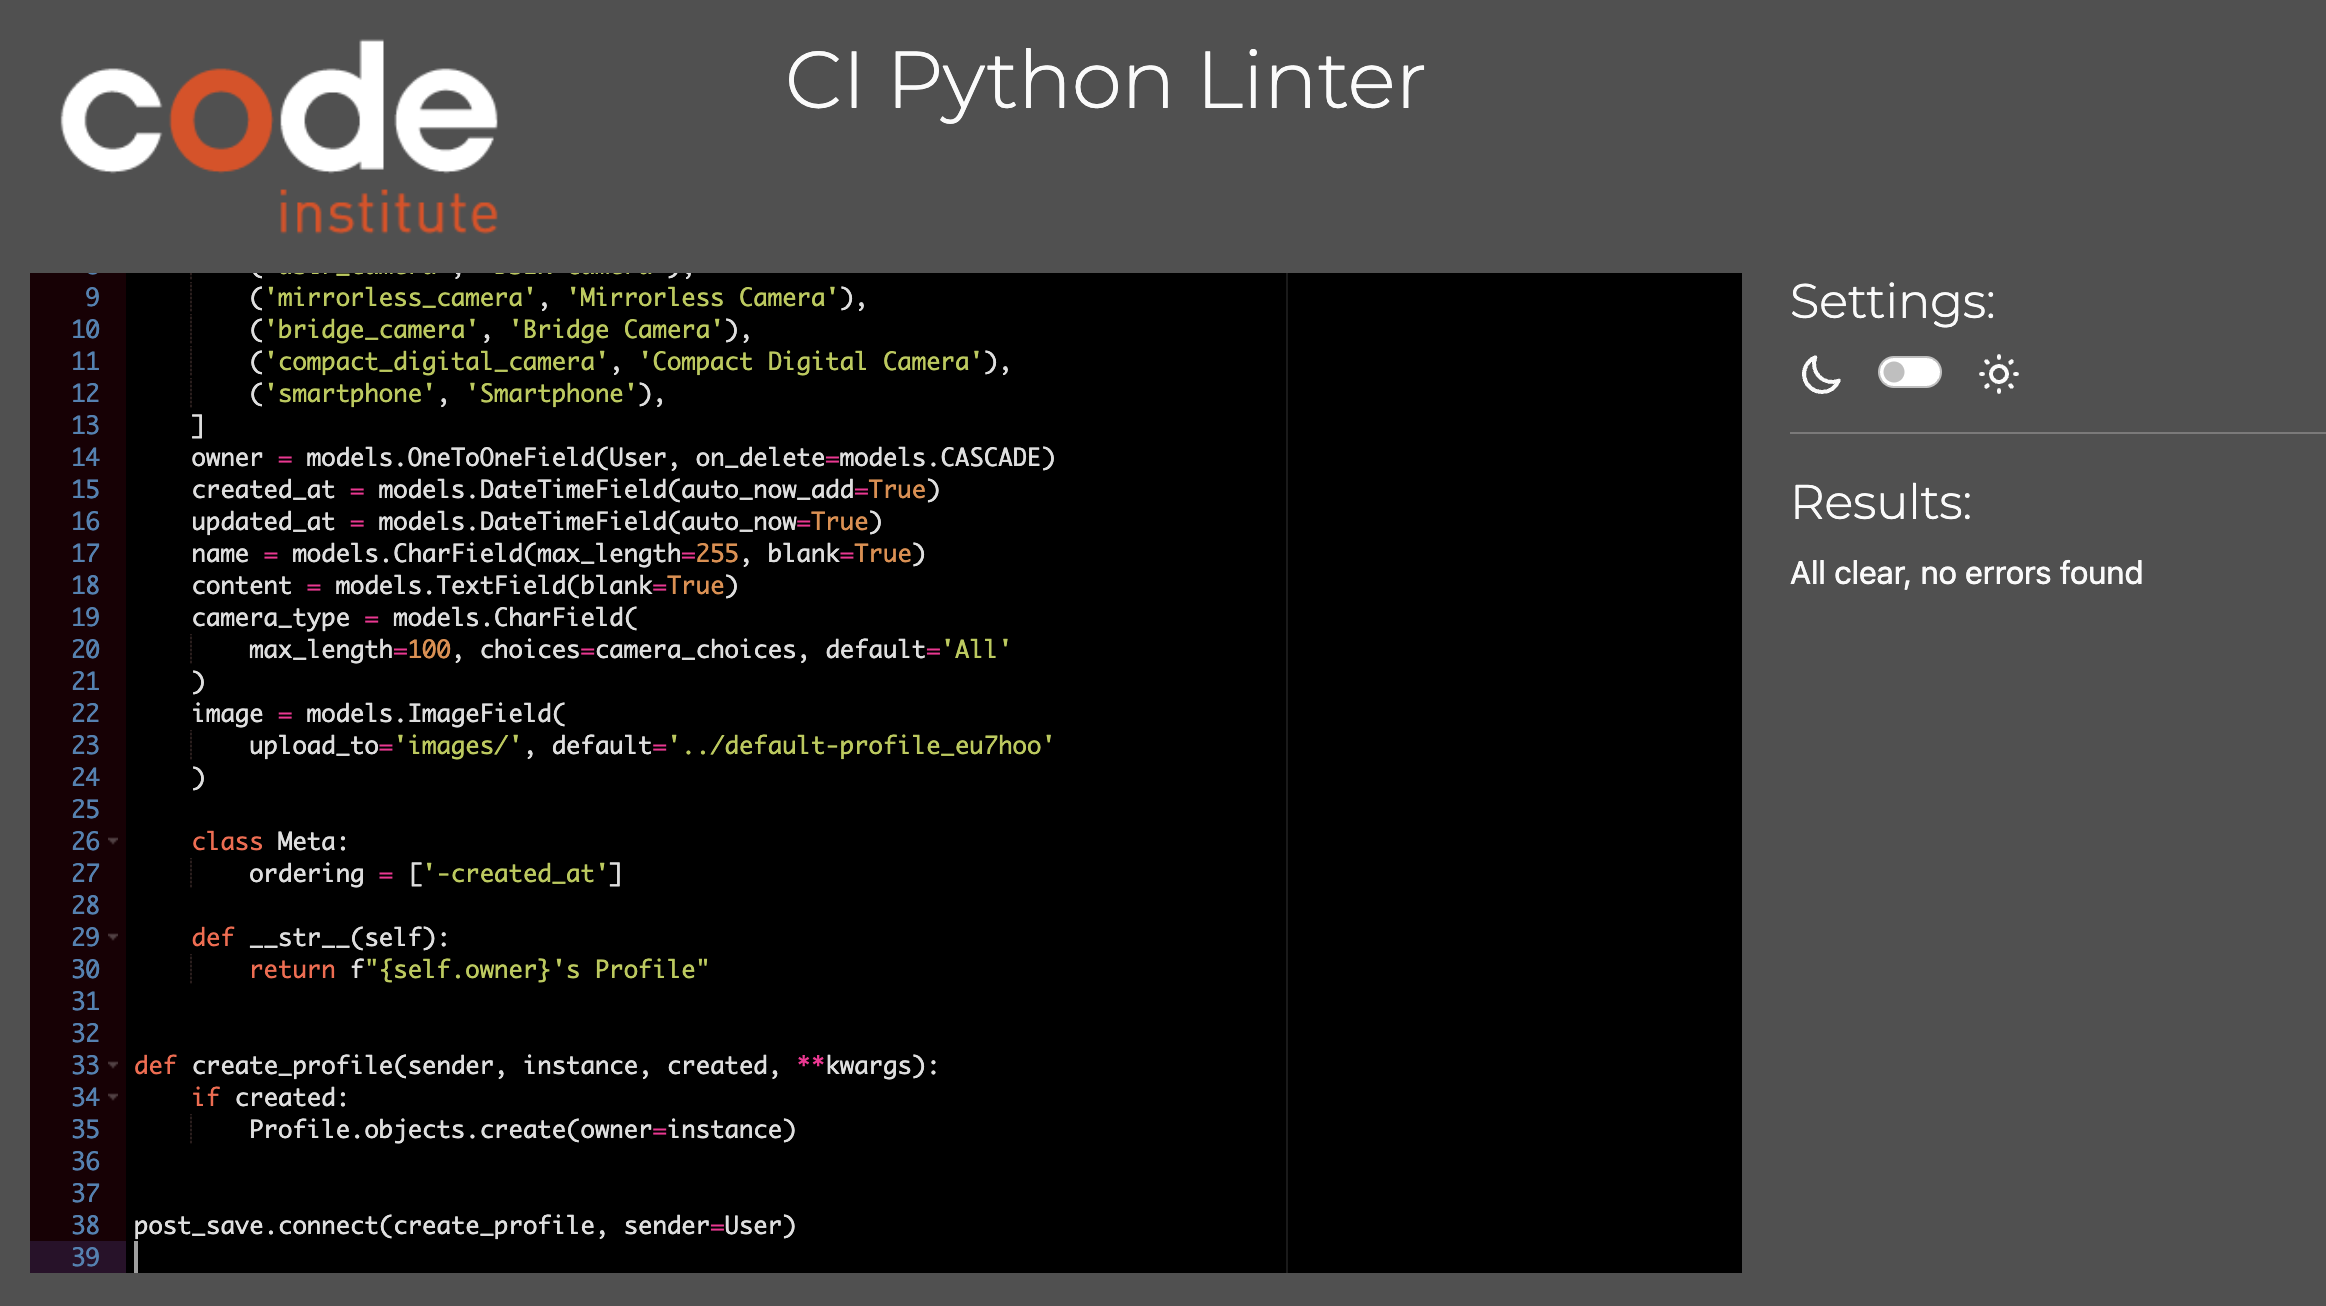 code
institute
CI Python Linter
9 ('mirrorless_camera', 'Mirrorless Camera'),
10 ('bridge_camera', 'Bridge Camera'),
11 ('compact_digital_camera', 'Compact Digital Camera'),
12 ('smartphone', 'Smartphone'),
13 ]
14 owner = models.OneToOneField(User, on_delete=models.CASCADE)
15 created_at = models.DateTimeField(auto_now_add=True)
16 updated_at = models.DateTimeField(auto_now=True)
17 name = models.CharField(max_length=255, blank=True)
18 content = models.TextField(blank=True)
19 camera_type = models.CharField(
20 max_length=100, choices=camera_choices, default='All'
21 )
22 image = models.ImageField(
23 upload_to='images/', default='../default-profile_eu7hoo'
24 )
25
26 class Meta:
27 ordering = ['-created_at']
28
29 def __str__(self):
30 return f"{self.owner}'s Profile"
31
32
33 def create_profile(sender, instance, created, **kwargs):
34 if created:
35 Profile.objects.create(owner=instance)
36
37
38 post_save.connect(create_profile, sender=User)
39
Settings:
Results:
All clear, no errors found